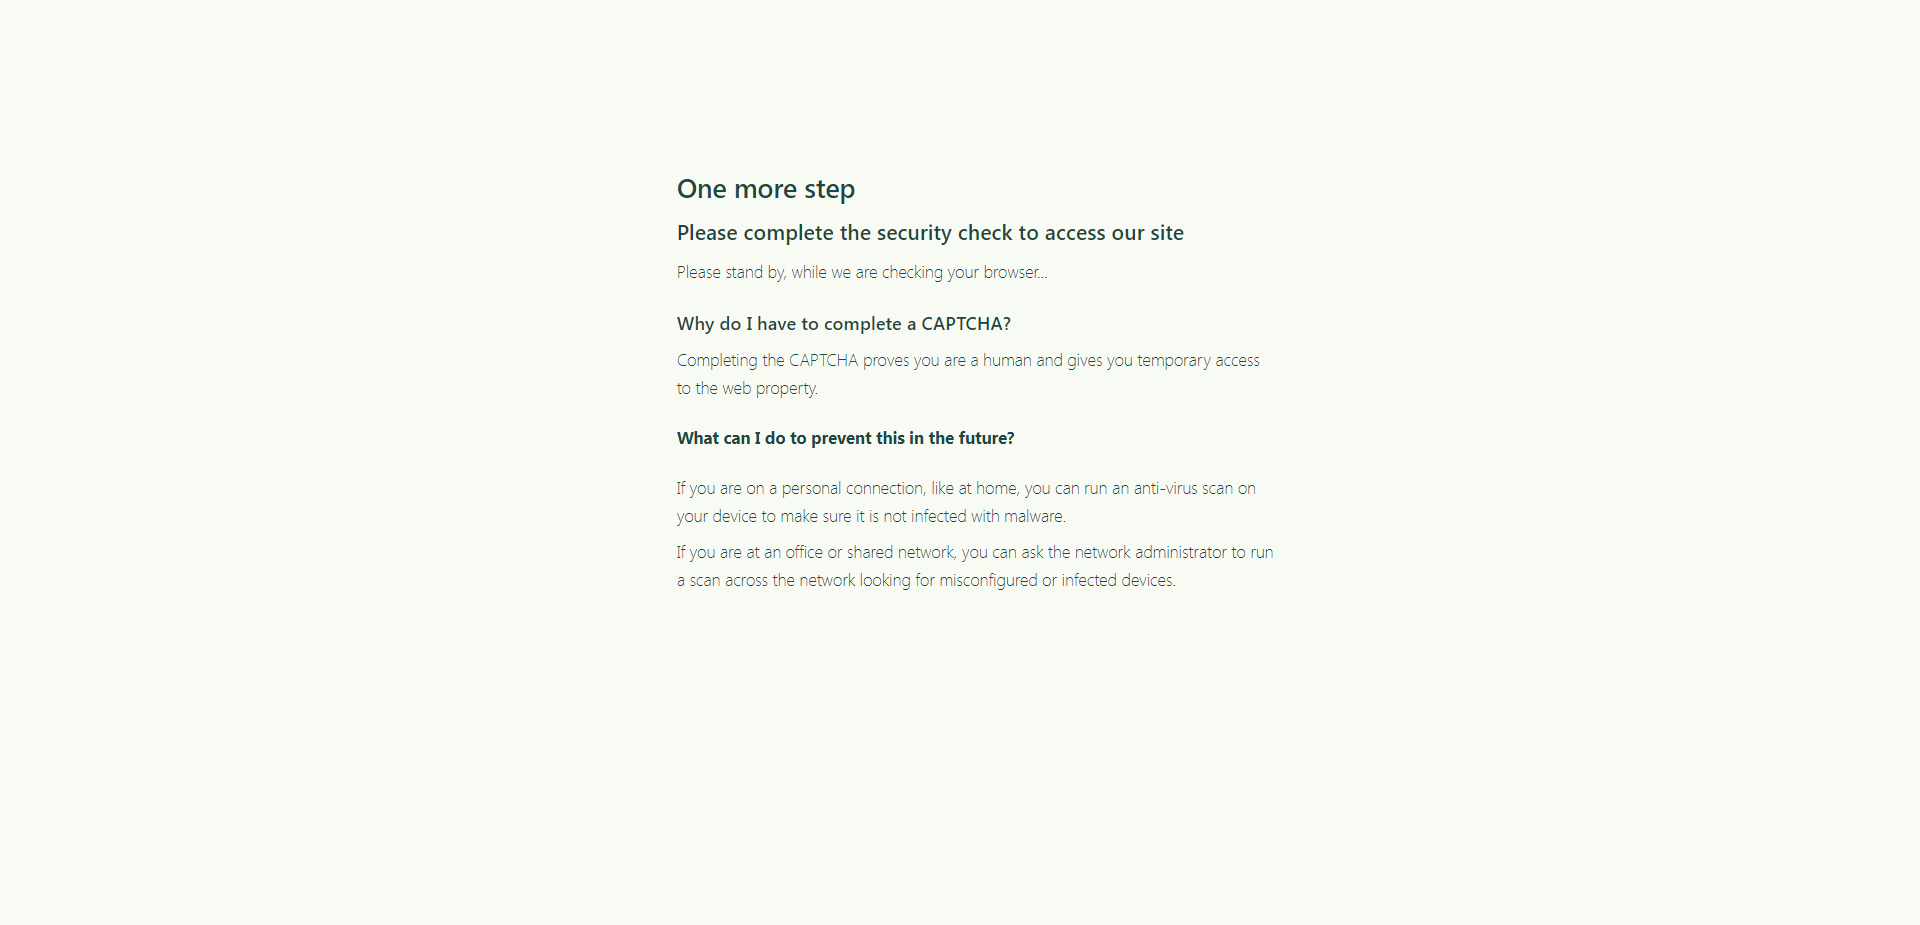 One more step
Please complete the security check to access our site
Please stand by, while we are checking your browser...
Why do I have to complete a CAPTCHA?
Completing the CAPTCHA proves you are a human and gives you temporary access
to the web property.
What can I do to prevent this in the future?
If you are on a personal connection, like at home, you can run an anti-virus scan on
your device to make sure it is not infected with malware.
If you are at an office or shared network, you can ask the network administrator to run
a scan across the network looking for misconfigured or infected devices.